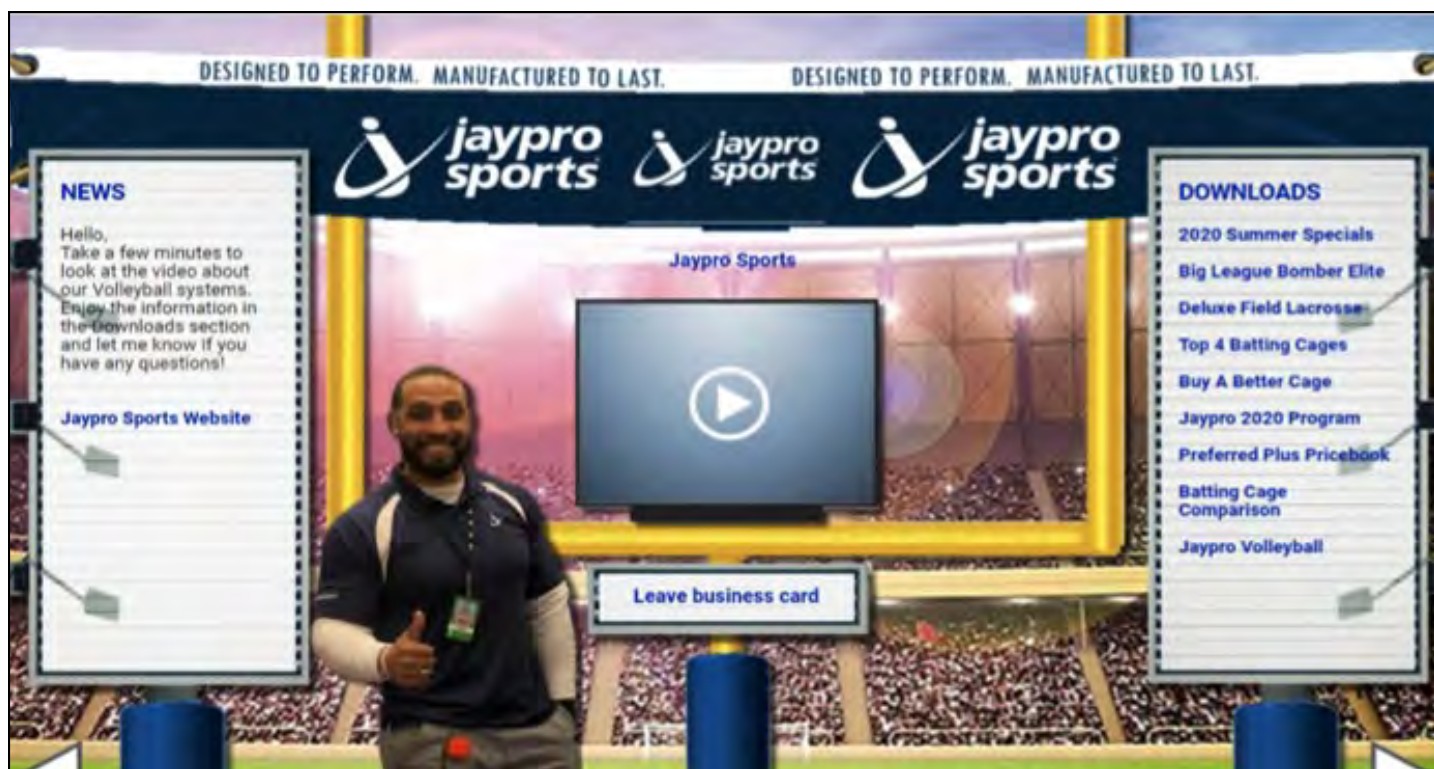 DESIGNED TO PERFORM. MANUFACTURED TO LAST.
DESIGNED TO PERFORM. MANUFACTURED TO LAST.
jaypro
sports
jaypro
sports
jaypro
sports
NEWS
Hello,
Take a few minutes to
look at the video about
our Volleyball systems.
Enjoy the information in
the Downloads section
and let me know if you
have any questions!
Jaypro Sports Website
Jaypro Sports
Leave business card
DOWNLOADS
2020 Summer Specials
Big League Bomber Elite
Deluxe Field Lacrosse
Top 4 Batting Cages
Buy A Better Cage
Jaypro 2020 Program
Preferred Plus Pricebook
Batting Cage
Comparison
Jaypro Volleyball